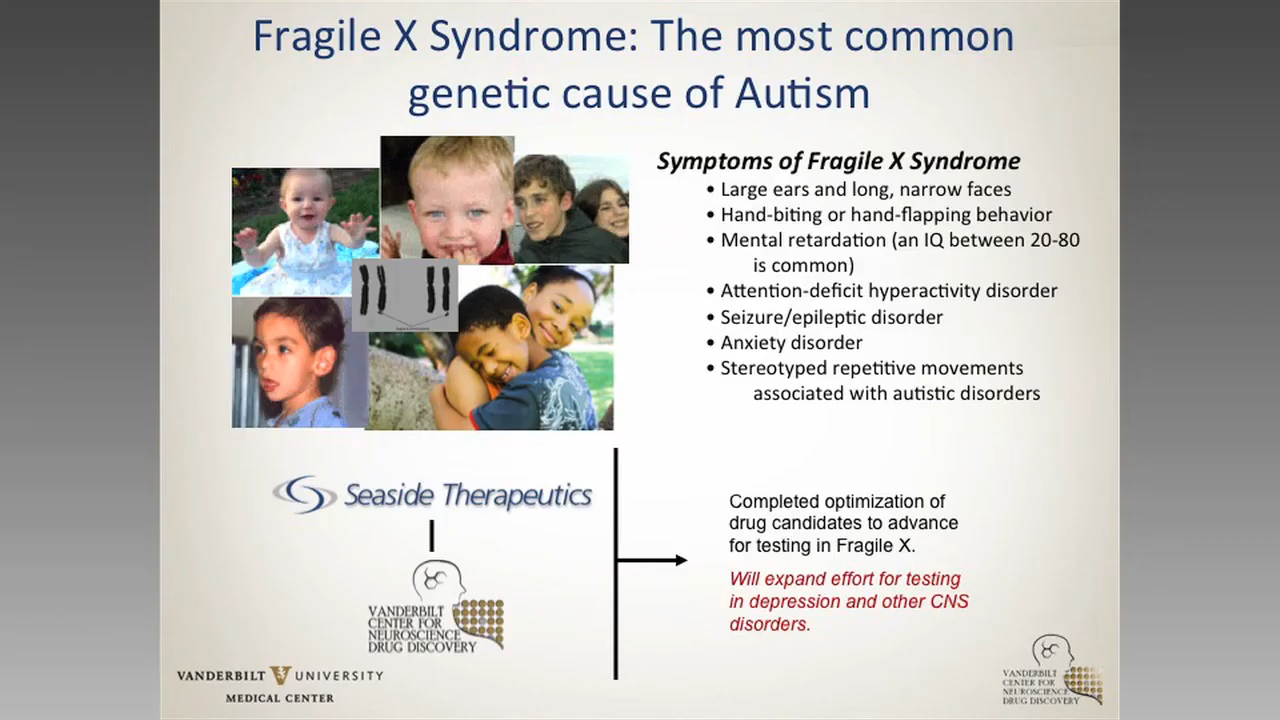 Fragile X Syndrome: The most common
genetic cause of Autism
Symptoms of Fragile X Syndrome
• Large ears and long, narrow faces
• Hand-biting or hand-flapping behavior
• Mental retardation (an IQ between 20-80
is common)
• Attention-deficit hyperactivity disorder
• Seizure/epileptic disorder
• Anxiety disorder
• Stereotyped repetitive movements
associated with autistic disorders
Seaside Therapeutics
VANDERBILT
CENTER FOR
NEUROSCIENCE
DRUG DISCOVERY
Completed optimization of
drug candidates to advance
for testing in Fragile X.
Will expand effort for testing
in depression and other CNS
disorders.
VANDERBILT V UNIVERSITY
MEDICAL CENTER
VANDERBILT
CENTER FOR
NEUROSCIENCE
DRUG DISCOVERY